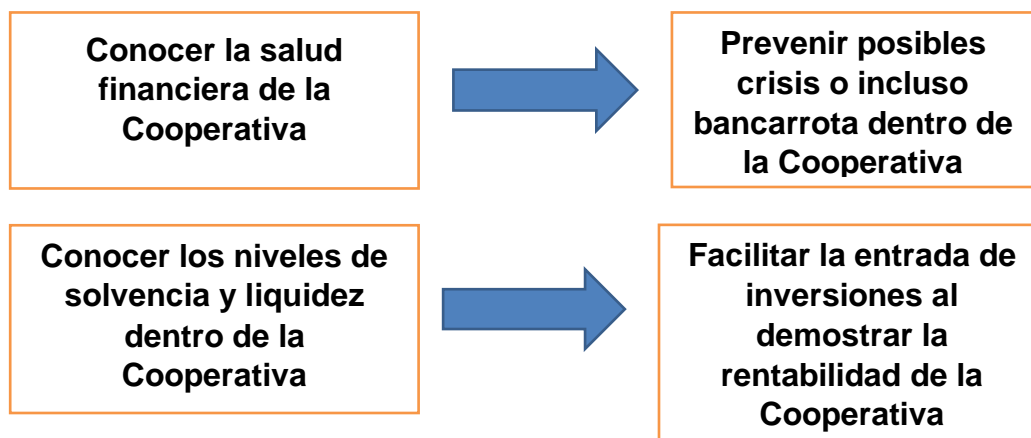 Conocer la salud
financiera de la
Cooperativa
Prevenir posibles
crisis o incluso
bancarrota dentro de
la Cooperativa
Conocer los niveles de
solvencia y liquidez
dentro de la
Cooperativa
Facilitar la entrada de
inversiones al
demostrar la
rentabilidad de la
Cooperativa